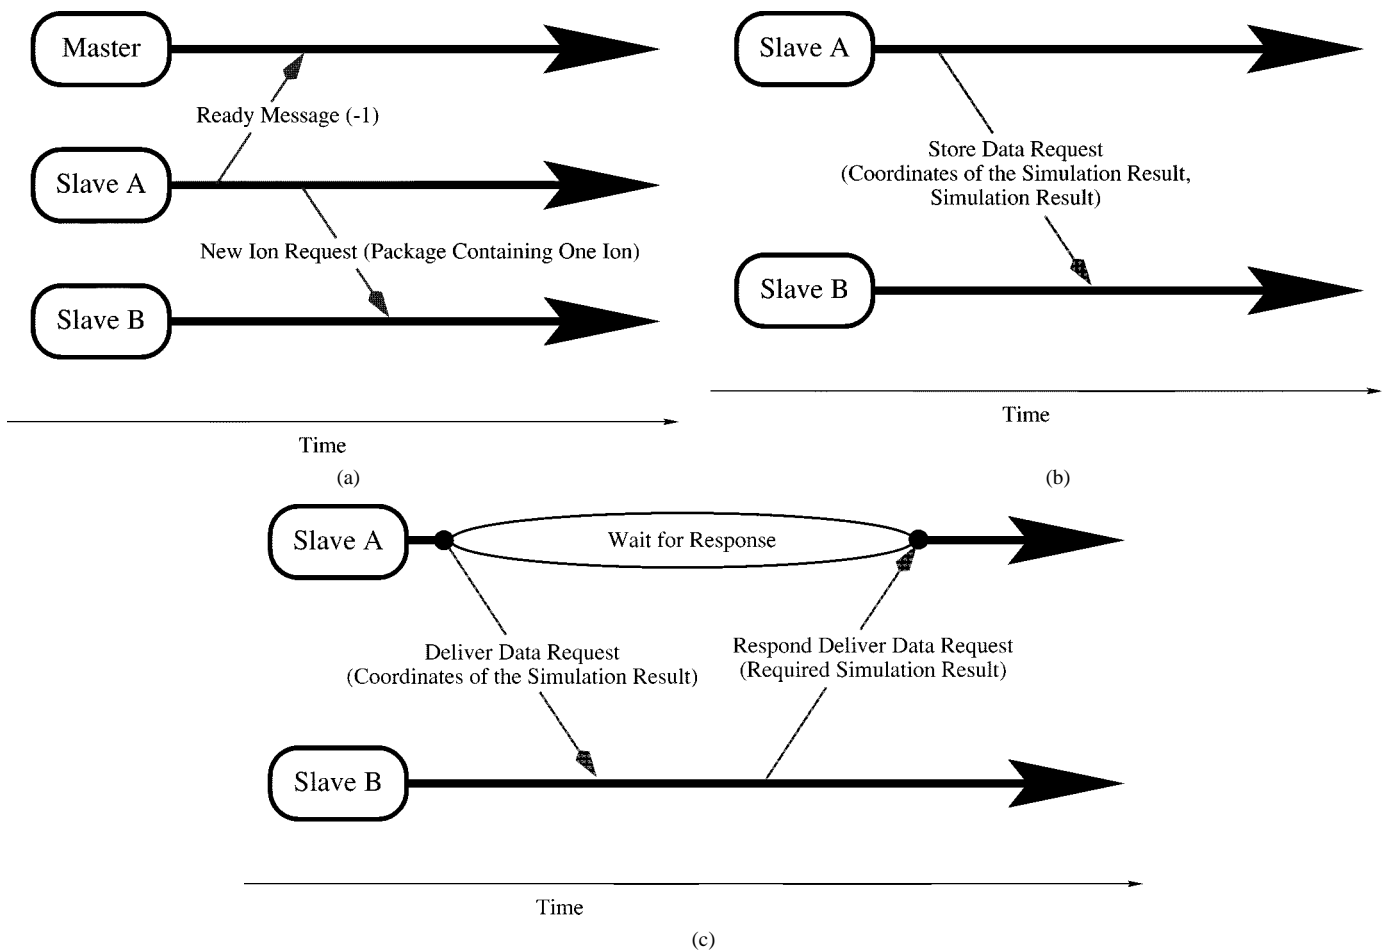 Master
Ready Message (-1)
Slave A
New Ion Request (Package Containing One Ion)
Slave B
Time
(a)
Slave A
Store Data Request
(Coordinates of the Simulation Result,
Simulation Result)
Slave B
Time
(b)
Slave A
Wait for Response
Deliver Data Request
(Coordinates of the Simulation Result)
Respond Deliver Data Request
(Required Simulation Result)
Slave B
Time
(c)